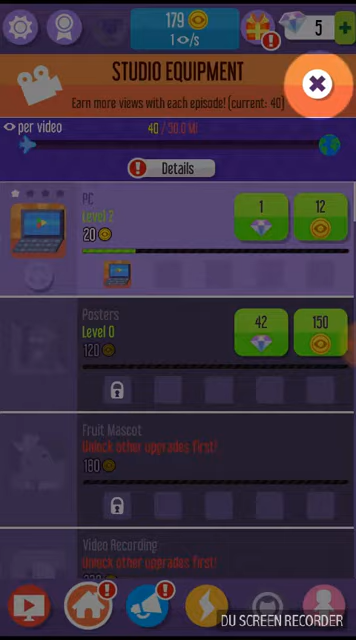 179
1 /s
5
STUDIO EQUIPMENT
Earn more views with each episode! (current: 40)
per video
40 / 50.0 M
Details
PC
Level 2
20
1
12
Posters
Level 0
120
42
150
Fruit Mascot
Unlock other upgrades first!
180
Video Recording
Unlock other upgrades first!
DU SCREEN RECORDER